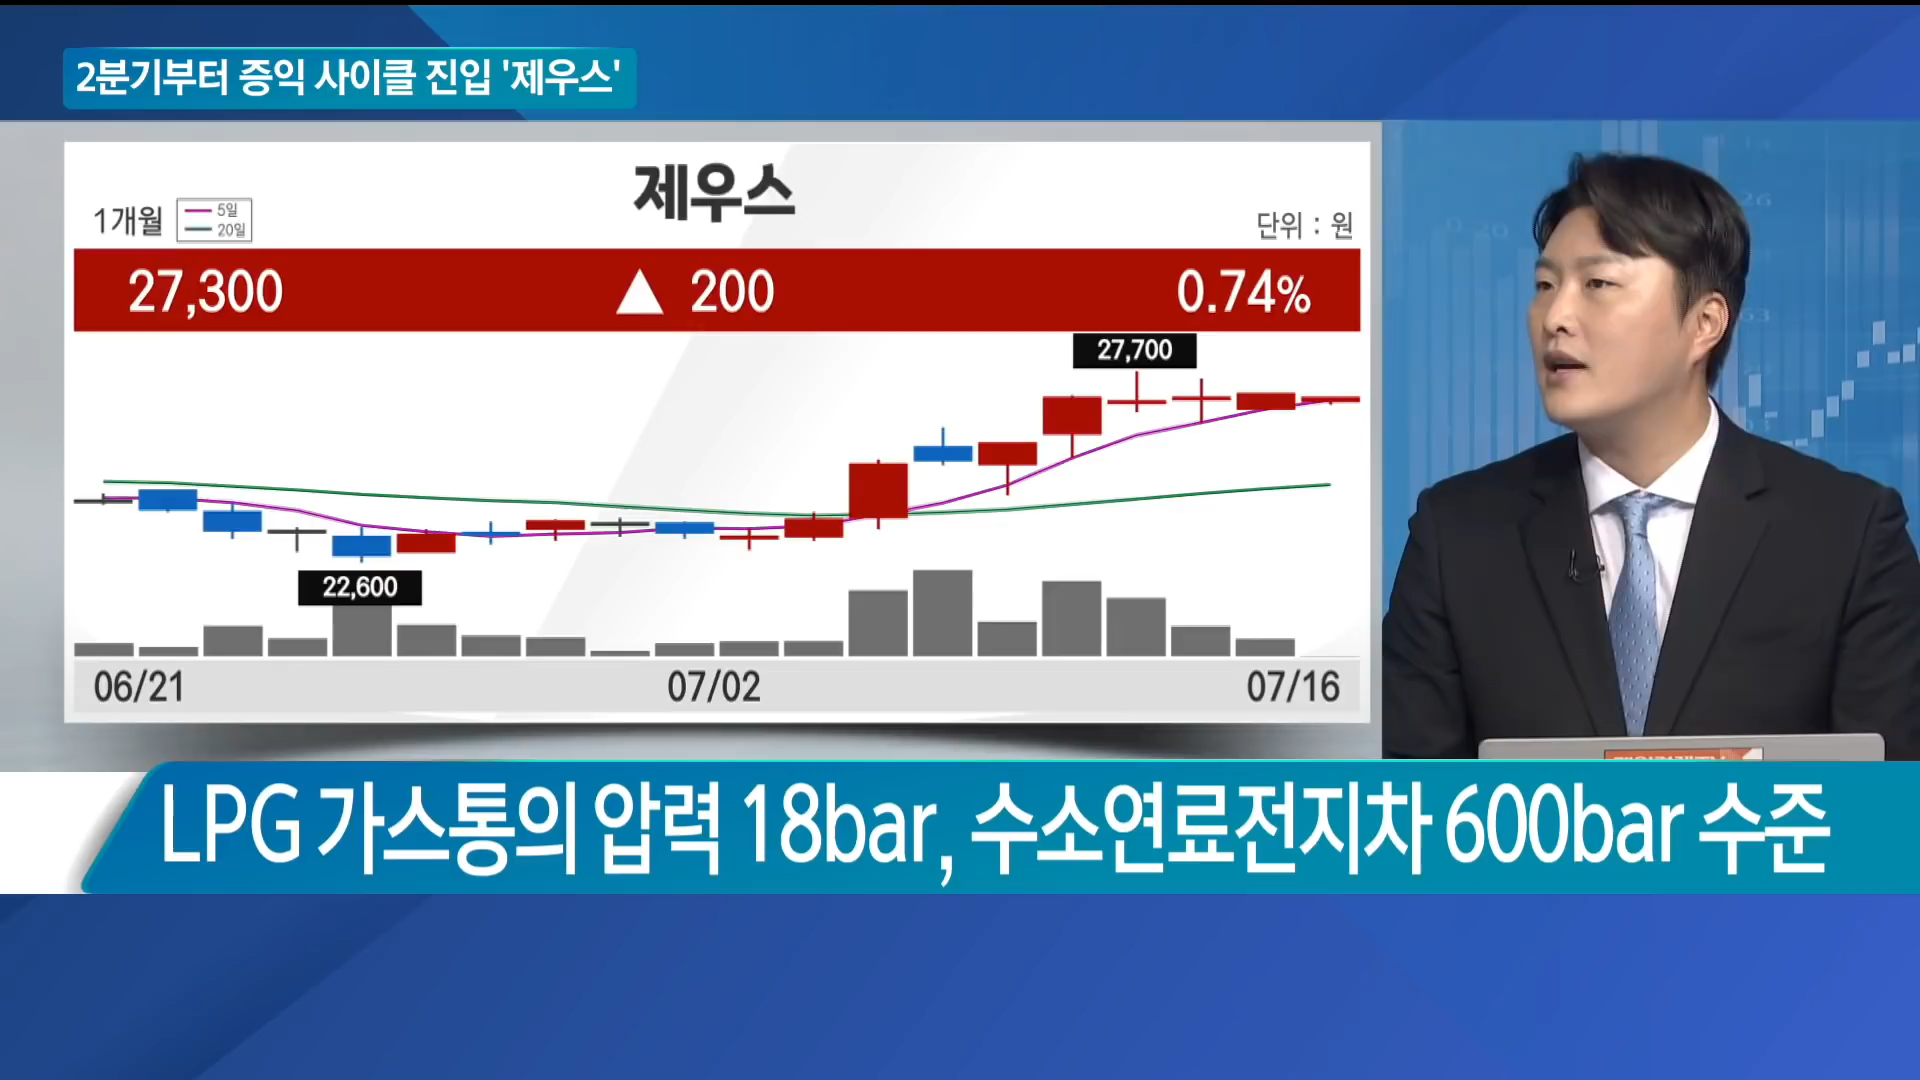 2분기부터 증익 사이클 진입 '제우스'
제우스
1개월
5일
20일
단위 : 원
27,300 ▲ 200 0.74%
27,700
22,600
06/21 07/02 07/16
LPG 가스통의 압력 18bar, 수소연료전지차 600bar 수준